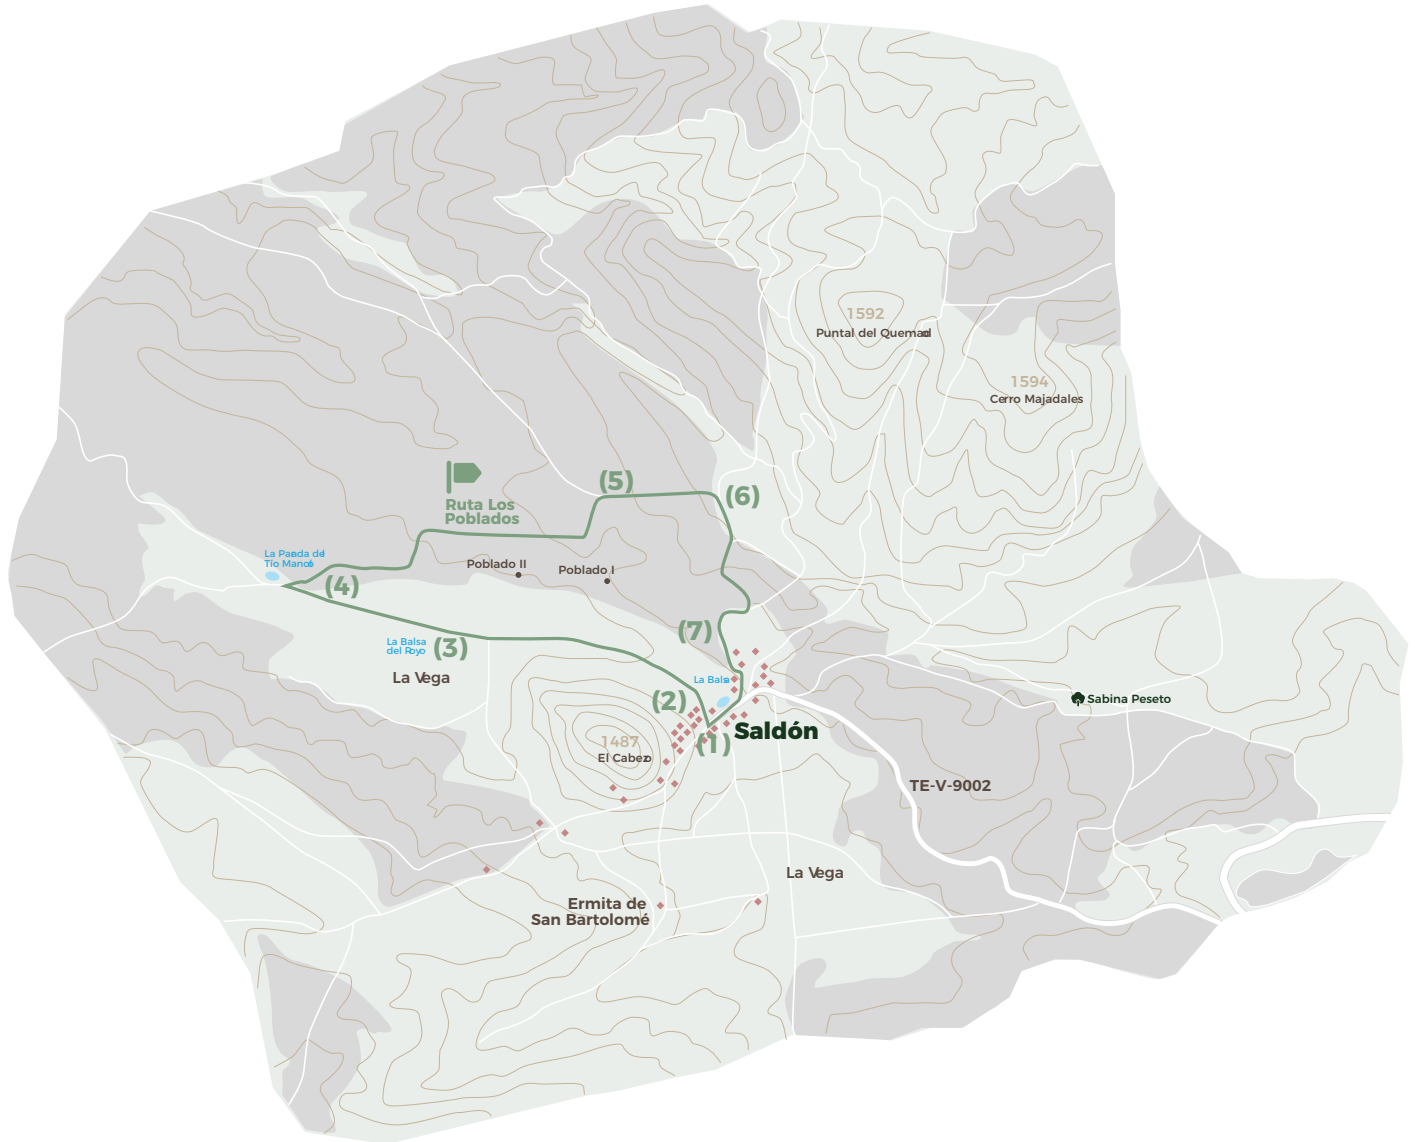 1592
Puntal del Quemad
1594
Cerro Majadales
(5)
(6)
Ruta Los
Poblados
La Panda del
Tío Manolo
Poblado II
Poblado I
(4)
(7)
La Balsa
del Royo
(3)
La Vega
La Balsa
(2)
Sabina Peseto
1487
El Cabezo
(1)
Saldón
TE-V-9002
La Vega
Ermita de
San Bartolomé